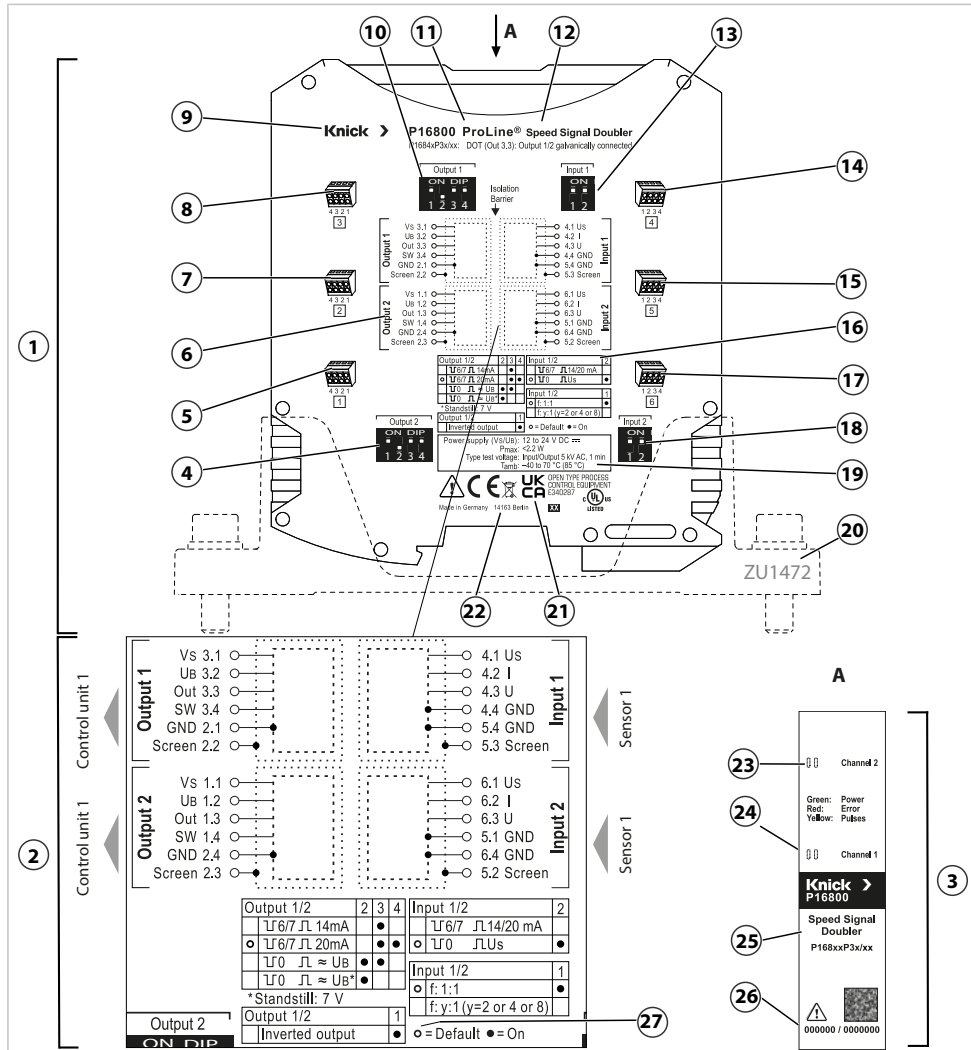 A
10
11
12
13
9
Knick >
P16800 ProLine® Speed Signal Doubler
P1684xP3x/xx: DOT (Out 3,3): Output 1/2 galvanically connected
Output 1
ON DIP
1 2 3 4
Isolation
Barrier
Input 1
ON
1 2
8
4 3 2 1
3
14
1 2 3 4
4
7
4 3 2 1
2
15
1 2 3 4
5
6
16
5
4 3 2 1
1
17
1 2 3 4
6
Output 1
Vs 3.1
UB 3.2
Out 3.3
SW 3.4
GND 2.1
Screen 2.2
4.1 Us
4.2 I
4.3 U
4.4 GND
5.4 GND
5.3 Screen
Input 1
Output 2
Vs 1.1
UB 1.2
Out 1.3
SW 1.4
GND 2.4
Screen 2.3
6.1 Us
6.2 I
6.3 U
5.1 GND
6.4 GND
5.2 Screen
Input 2
Output 1/2 2 3 4
6/7 14mA
6/7 20mA
0 ≈ UB
0 ≈ UB*
*Standstill: 7 V
Output 1/2 1
Inverted output
Input 1/2 2
6/7 14/20 mA
0 Us
Input 1/2 1
f: 1:1
f: y:1 (y=2 or 4 or 8)
o = Default ● = On
4
Output 2
ON DIP
1 2 3 4
Input 2
ON
1 2
18
Power supply (Vs/UB): 12 to 24 V DC
Pmax: <2.2 W
Type test voltage: Input/Output 5 kV AC, 1 min
Tamb: –40 to 70 °C (85 °C)
19
CE
UK
CA
OPEN TYPE PROCESS
CONTROL EQUIPMENT
E340287
C UL US
LISTED
Made in Germany 14163 Berlin
XX
1
20
ZU1472
22
21
2
Control unit 1
Output 1
Vs 3.1
UB 3.2
Out 3.3
SW 3.4
GND 2.1
Screen 2.2
4.1 Us
4.2 I
4.3 U
4.4 GND
5.4 GND
5.3 Screen
Input 1
Sensor 1
Control unit 1
Output 2
Vs 1.1
UB 1.2
Out 1.3
SW 1.4
GND 2.4
Screen 2.3
6.1 Us
6.2 I
6.3 U
5.1 GND
6.4 GND
5.2 Screen
Input 2
Sensor 1
Output 1/2 2 3 4
6/7 14mA
6/7 20mA
0 ≈ UB
0 ≈ UB*
*Standstill: 7 V
Output 1/2 1
Inverted output
Input 1/2 2
6/7 14/20 mA
0 Us
Input 1/2 1
f: 1:1
f: y:1 (y=2 or 4 or 8)
o = Default ● = On
27
Output 2
ON DIP
A
23
Channel 2
Green: Power
Red: Error
Yellow: Pulses
24
Channel 1
Knick >
P16800
3
25
Speed Signal
Doubler
P168xxP3x/xx
26
000000 / 0000000